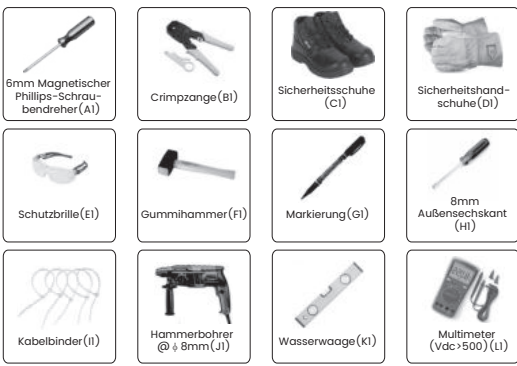 6mm Magnetischer
Phillips-Schrau-
bendreher(A1)
Crimpzange(B1)
Sicherheitsschuhe
(C1)
Sicherheitshand-
schuhe(D1)
Schutzbrille(E1)
Gummihammer(F1)
Markierung(G1)
8mm
Außensechskant
(H1)
Kabelbinder(I1)
Hammerbohrer
@ ϕ 8mm(J1)
Wasserwaage(K1)
Multimeter
(Vdc>500)(L1)